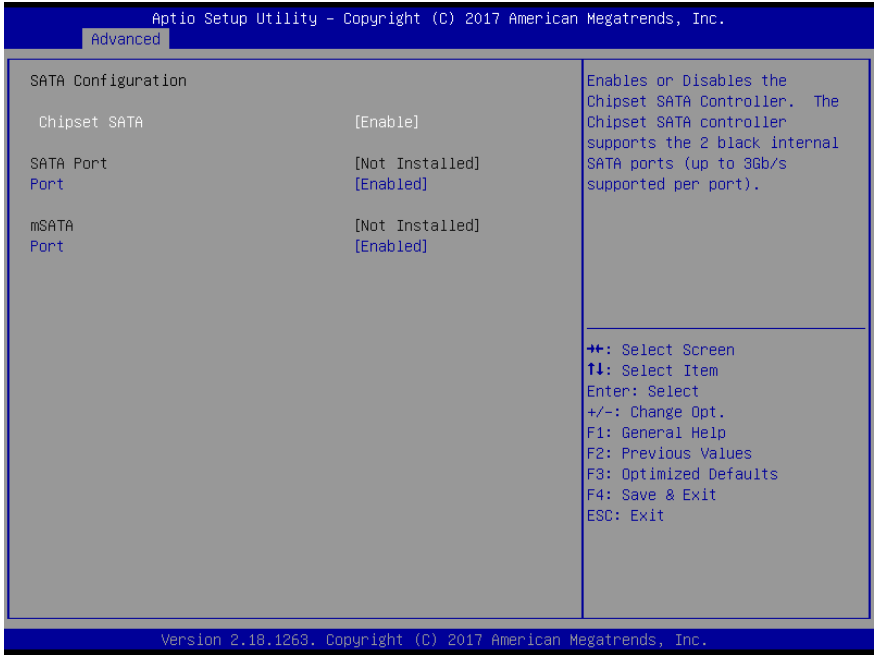 Aptio Setup Utility – Copyright (C) 2017 American Megatrends, Inc.
Advanced
SATA Configuration
Chipset SATA [Enable]
SATA Port [Not Installed]
Port [Enabled]
mSATA [Not Installed]
Port [Enabled]
Enables or Disables the
Chipset SATA Controller. The
Chipset SATA controller
supports the 2 black internal
SATA ports (up to 3Gb/s
supported per port).
→←: Select Screen
↑↓: Select Item
Enter: Select
+/-: Change Opt.
F1: General Help
F2: Previous Values
F3: Optimized Defaults
F4: Save & Exit
ESC: Exit
Version 2.18.1263. Copyright (C) 2017 American Megatrends, Inc.